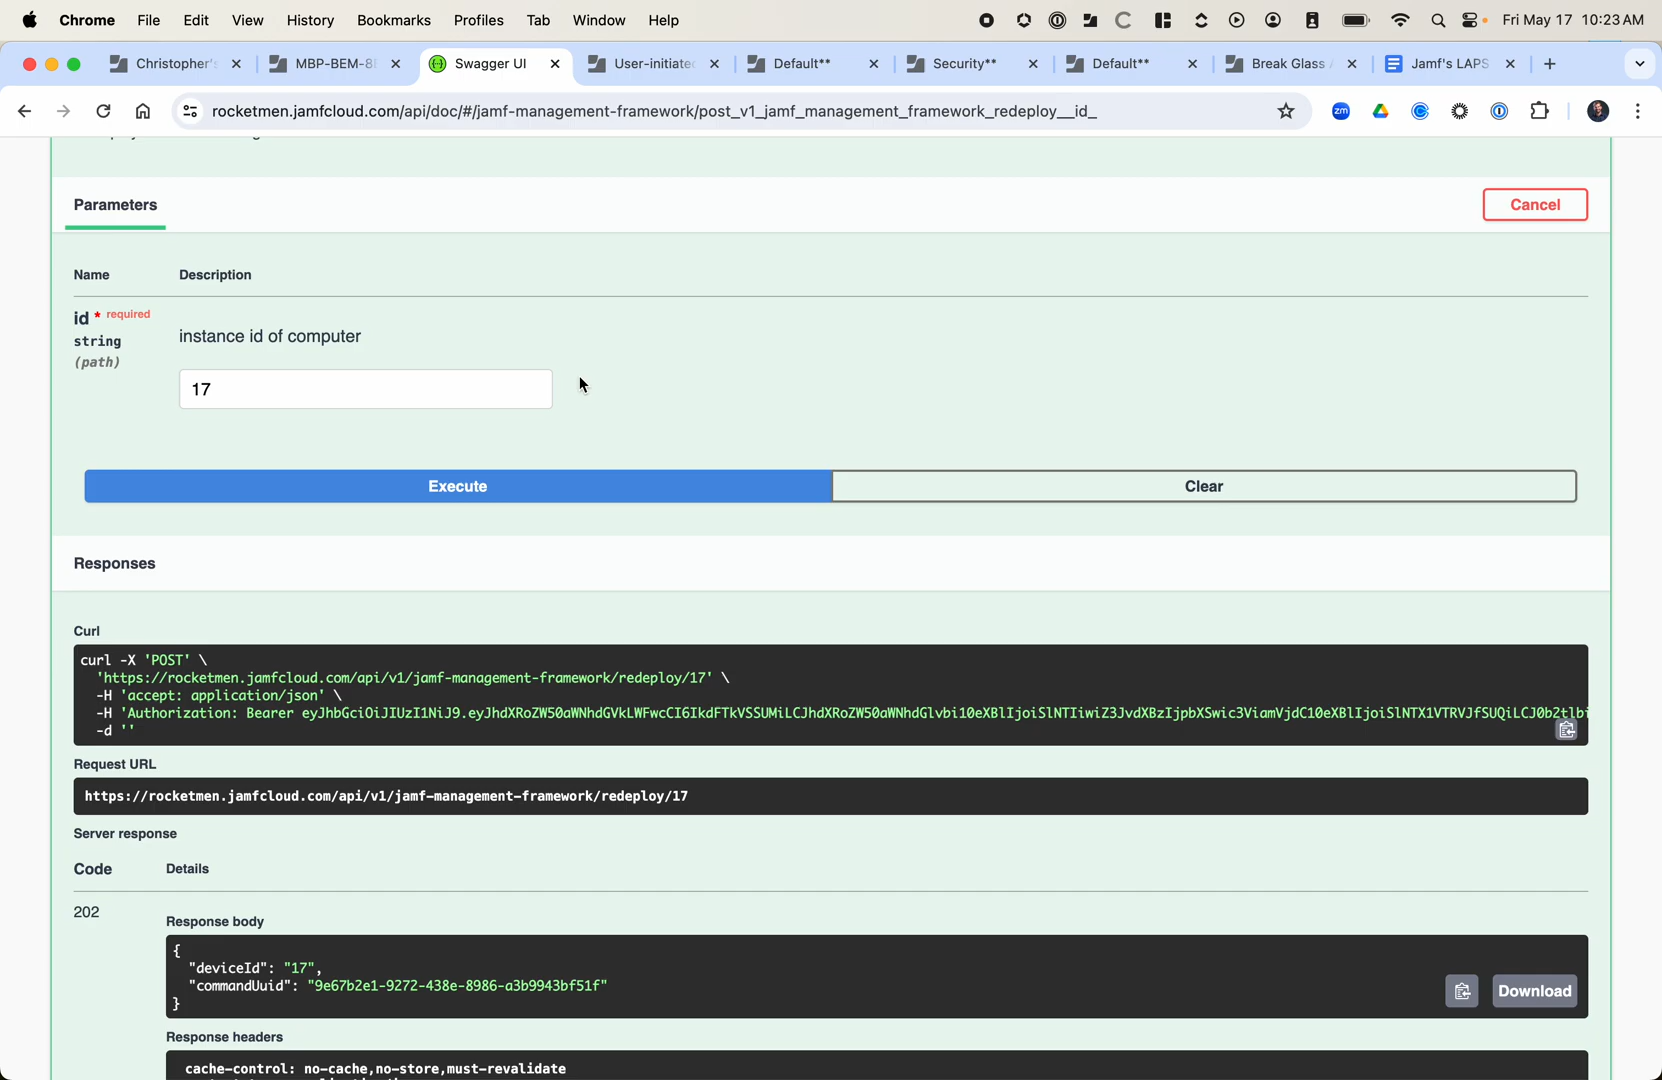 Chrome File Edit View History Bookmarks Profiles Tab Window Help Fri May 17 10:23 AM
Christopher's MBP-BEM-8 Swagger UI User-initiated Default** Security** Default** Break Glass Jamf's LAPS
rocketmen.jamfcloud.com/api/doc/#/jamf-management-framework/post_v1_jamf_management_framework_redeploy__id_
Parameters
Cancel
Name Description
id * required
string
(path)
instance id of computer
17
Execute
Clear
Responses
Curl
curl -X 'POST' \
'https://rocketmen.jamfcloud.com/api/v1/jamf-management-framework/redeploy/17' \
-H 'accept: application/json' \
-H 'Authorization: Bearer
-d ''
Request URL
https://rocketmen.jamfcloud.com/api/v1/jamf-management-framework/redeploy/17
Server response
Code Details
202
Response body
{
"deviceId": "17",
"commandUuid": "9e67b2e1-9272-438e-8986-a3b9943bf51f"
}
Download
Response headers
cache-control: no-cache,no-store,must-revalidate